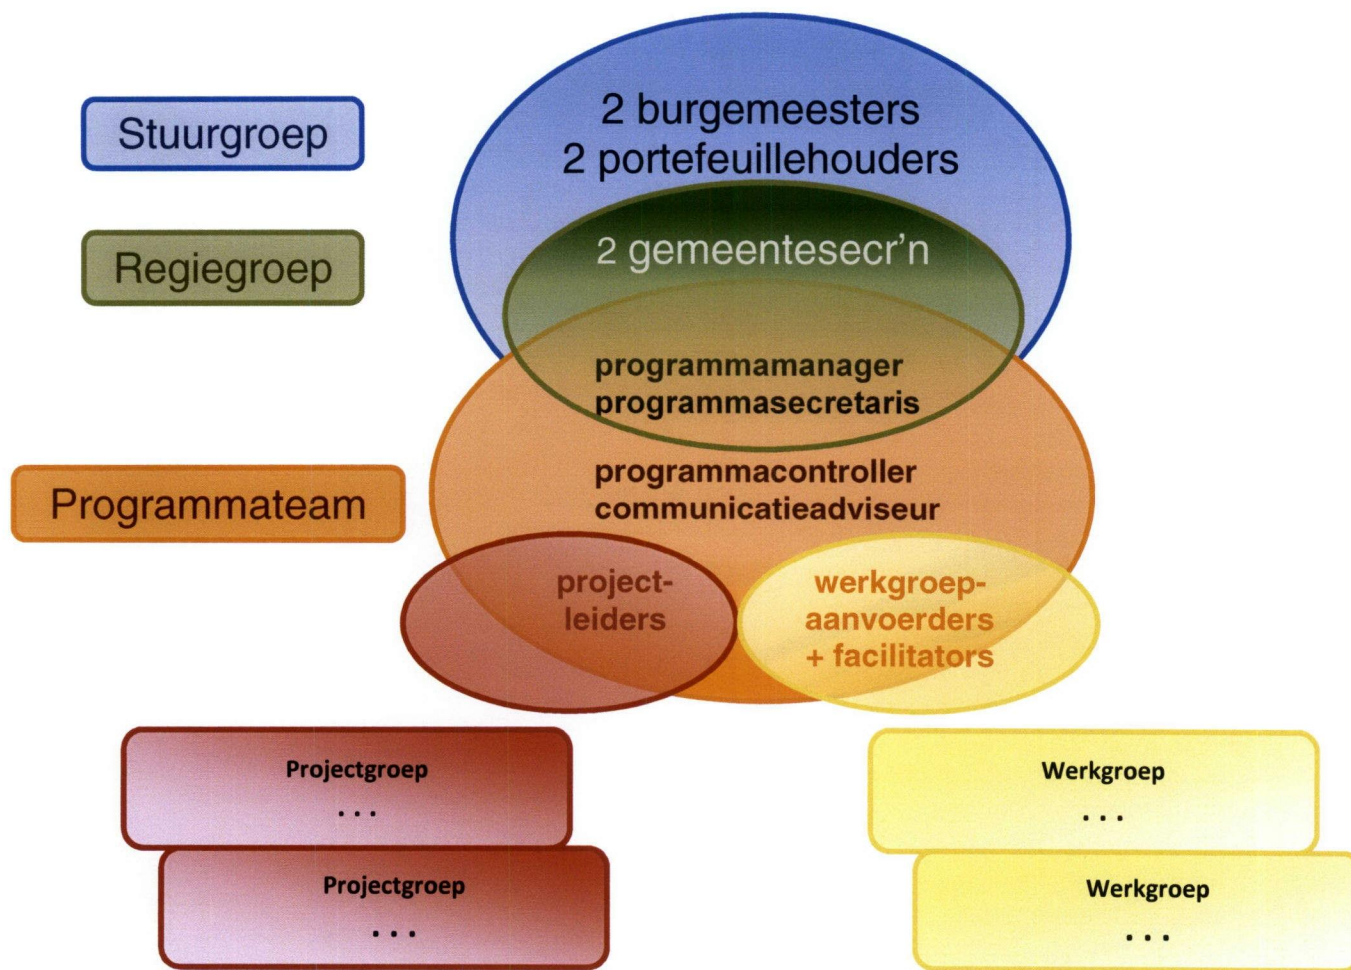 Stuurgroep
2 burgemeesters
2 portefeuillehouders
Regiegroep
2 gemeentesecr’n
programmamanager
programmasecretaris
Programmateam
programmacontroller
communicatieadviseur
project-
leiders
werkgroep-
aanvoerders
+ facilitators
Projectgroep
. . .
Werkgroep
. . .
Projectgroep
. . .
Werkgroep
. . .